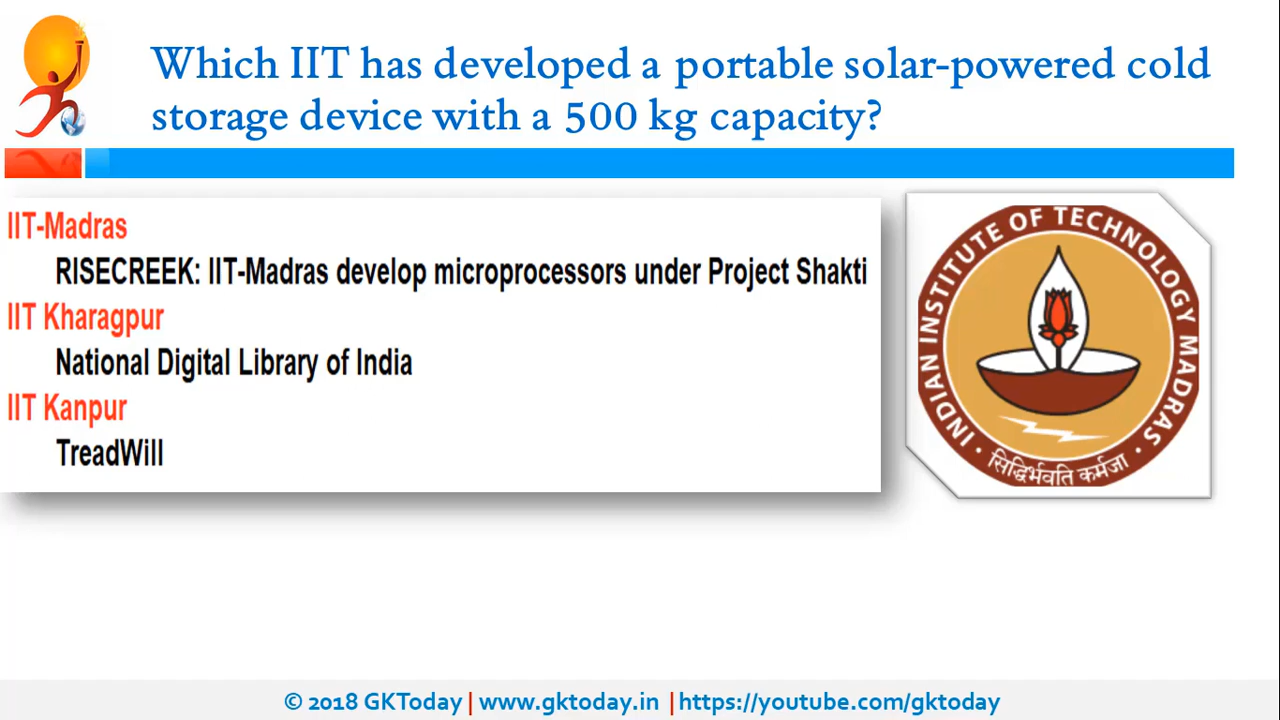 Which IIT has developed a portable solar-powered cold
storage device with a 500 kg capacity?
IIT-Madras
RISECREEK: IIT-Madras develop microprocessors under Project Shakti
IIT Kharagpur
National Digital Library of India
IIT Kanpur
TreadWill
INDIAN INSTITUTE OF TECHNOLOGY MADRAS
सिद्धिर्भवति कर्मजा
© 2018 GKToday | www.gktoday.in | https://youtube.com/gktoday